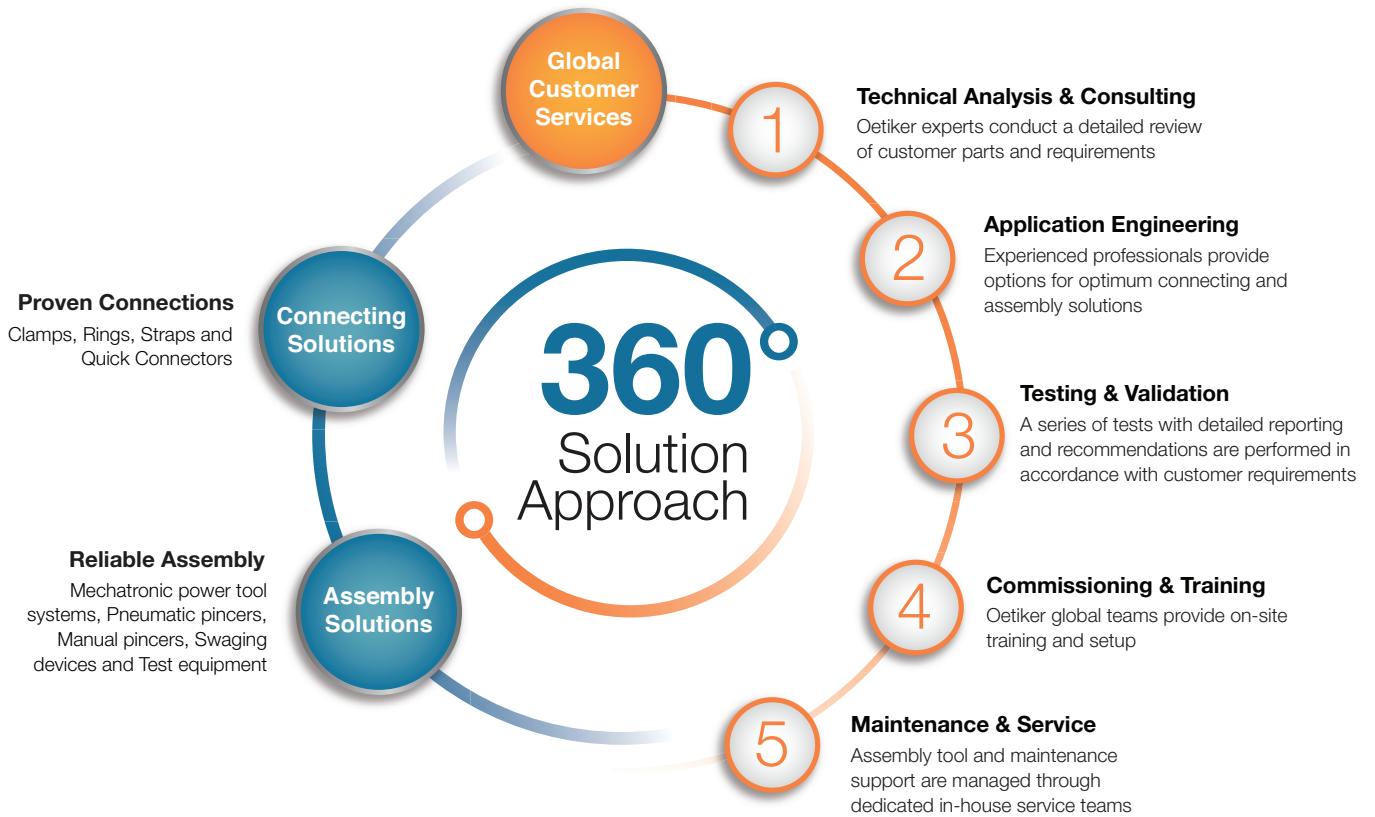 Global
Customer
Services
1
Technical Analysis & Consulting
Oetiker experts conduct a detailed review
of customer parts and requirements
2
Application Engineering
Experienced professionals provide
options for optimum connecting and
assembly solutions
3
Testing & Validation
A series of tests with detailed reporting
and recommendations are performed in
accordance with customer requirements
4
Commissioning & Training
Oetiker global teams provide on-site
training and setup
5
Maintenance & Service
Assembly tool and maintenance
support are managed through
dedicated in-house service teams
Assembly
Solutions
Reliable Assembly
Mechatronic power tool
systems, Pneumatic pincers,
Manual pincers, Swaging
devices and Test equipment
Connecting
Solutions
Proven Connections
Clamps, Rings, Straps and
Quick Connectors
360°
Solution
Approach